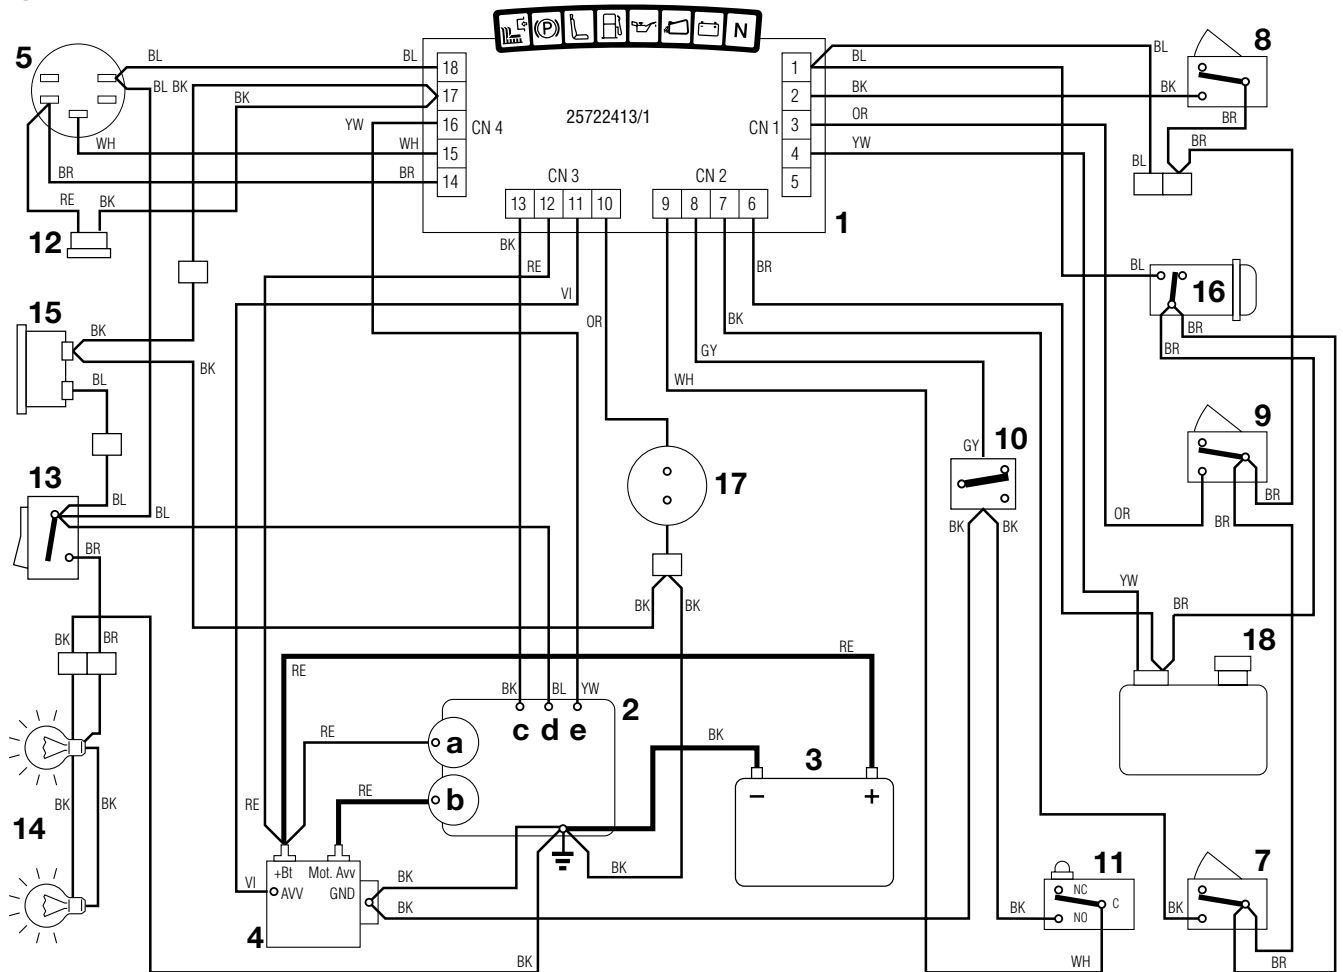 P N
5 BL BL 18 1 BL BL 8
BL BK 17 2 BK BK
BK
YW 16 CN 4 25722413/1 CN 1 3 OR
BR
WH WH 15 4 YW BR
BR BR 14 CN 3 CN 2 5 BL
RE BK 13 12 11 10 9 8 7 6 1
12 BK
RE BR BL
VI 16
15 BK OR BK BR
BK GY BR
BL WH
9
GY 10
13 17
BL BL BR
BK BK OR BR
BR
YW
BK BK BR
BK BR RE 18
RE
BK BL YW 2
c d e
RE a BK 3
RE b − +
BK BK RE
14 +Bt Mot. Avv BK 11 7
VI AVV GND BK NC
BK BK C BK
4 NO
BK WH BR